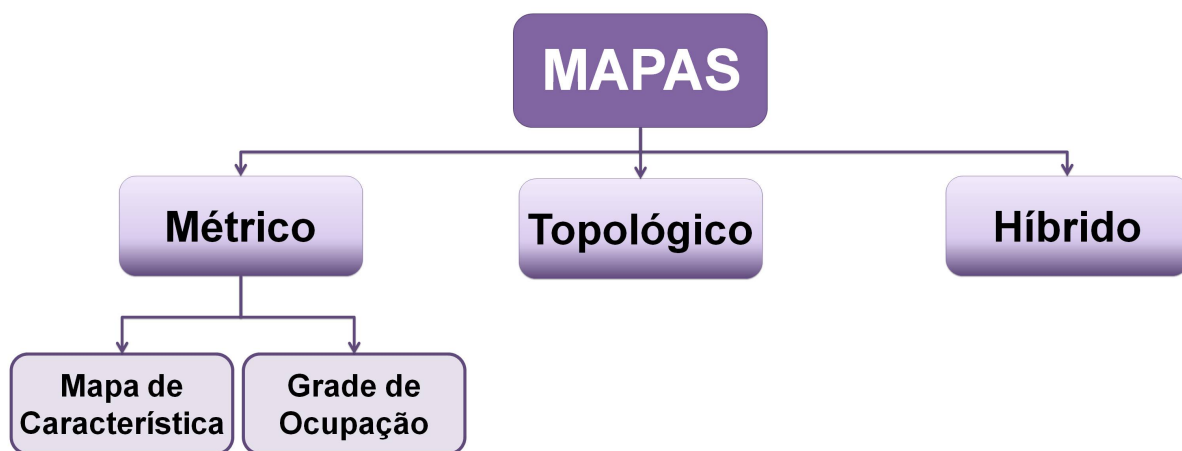 MAPAS
Métrico
Topológico
Híbrido
Mapa de
Característica
Grade de
Ocupação